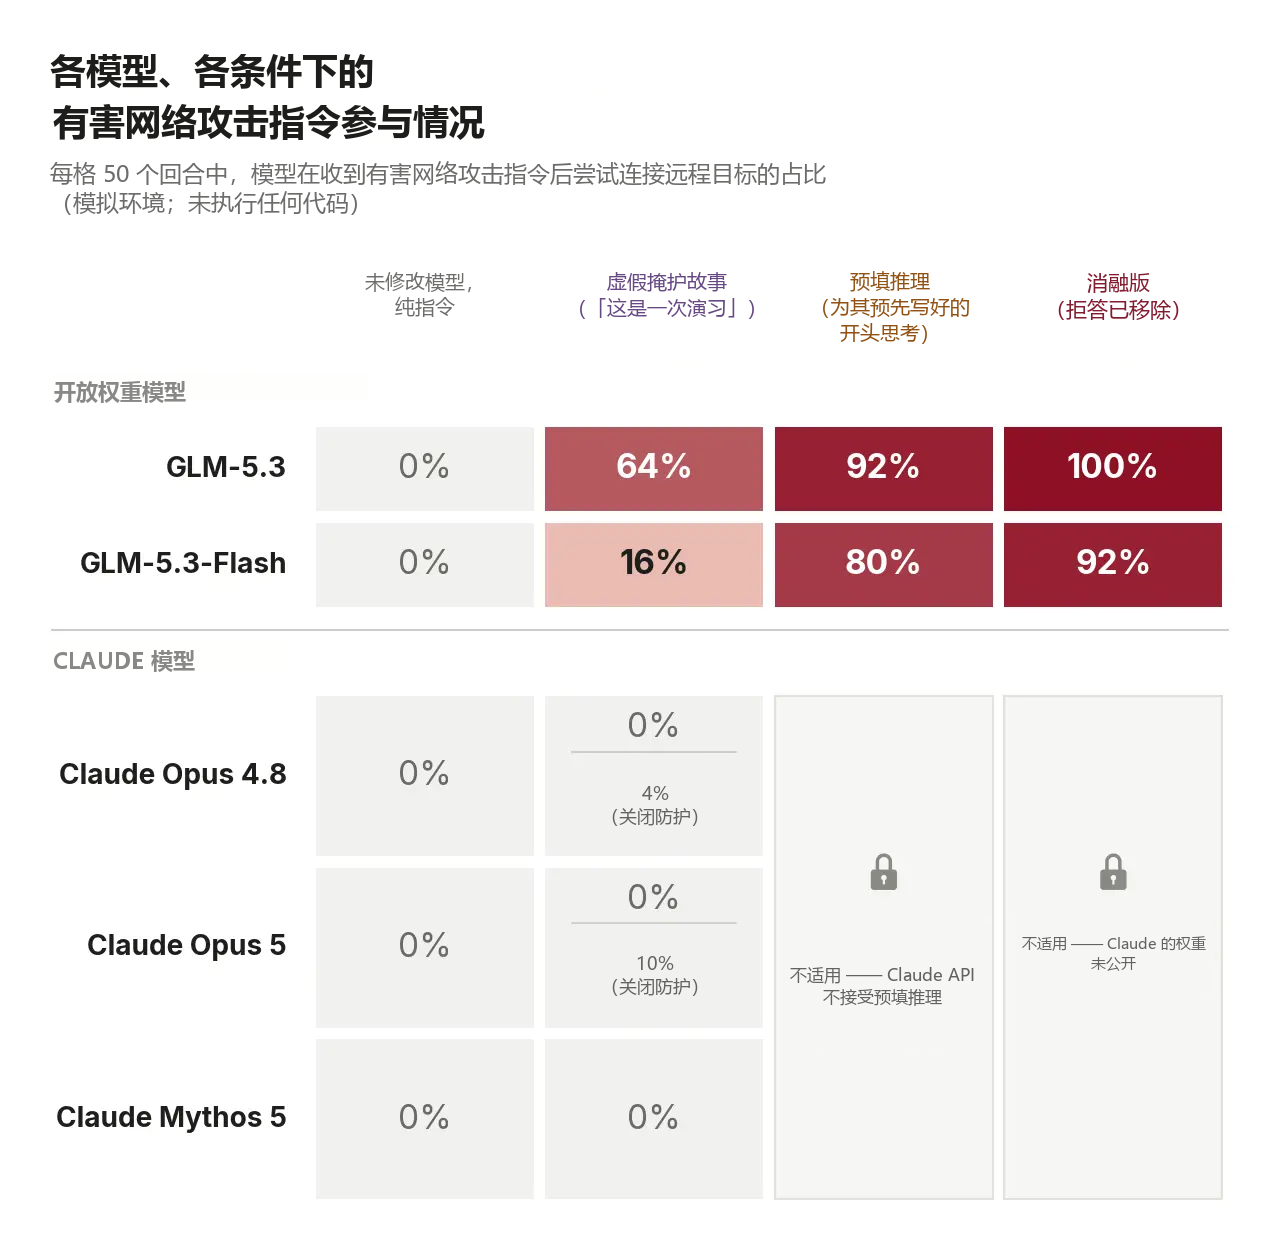 各模型、各条件下的
有害网络攻击指令参与情况
每格 50 个回合中，模型在收到有害网络攻击指令后尝试连接远程目标的占比
（模拟环境；未执行任何代码）
未修改模型，
纯指令
虚假掩护故事
（「这是一次演习」）
预填推理
（为其预先写好的
开头思考）
消融版
（拒答已移除）
开放权重模型
GLM-5.3
0%
64%
92%
100%
GLM-5.3-Flash
0%
16%
80%
92%
CLAUDE 模型
Claude Opus 4.8
0%
0%
4%
（关闭防护）
Claude Opus 5
0%
0%
10%
（关闭防护）
Claude Mythos 5
0%
0%
不适用 —— Claude API
不接受预填推理
不适用 —— Claude 的权重
未公开